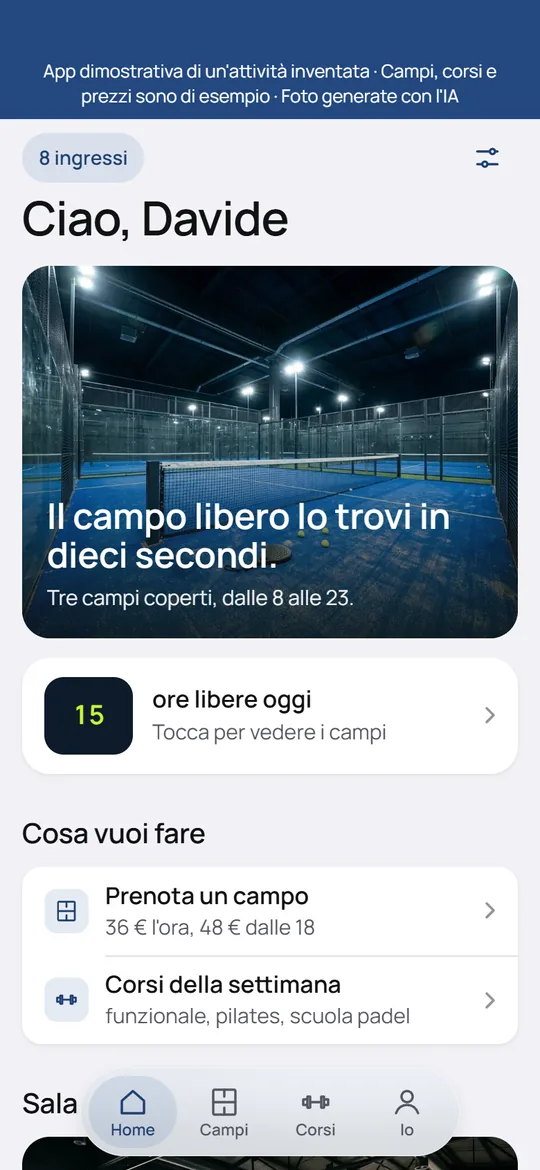 App dimostrativa di un'attività inventata · Campi, corsi e
prezzi sono di esempio · Foto generate con l'IA
8 ingressi
Ciao, Davide
Il campo libero lo trovi in
dieci secondi.
Tre campi coperti, dalle 8 alle 23.
15
ore libere oggi
Tocca per vedere i campi
Cosa vuoi fare
Prenota un campo
36 € l'ora, 48 € dalle 18
Corsi della settimana
funzionale, pilates, scuola padel
Sala
Home
Campi
Corsi
Io